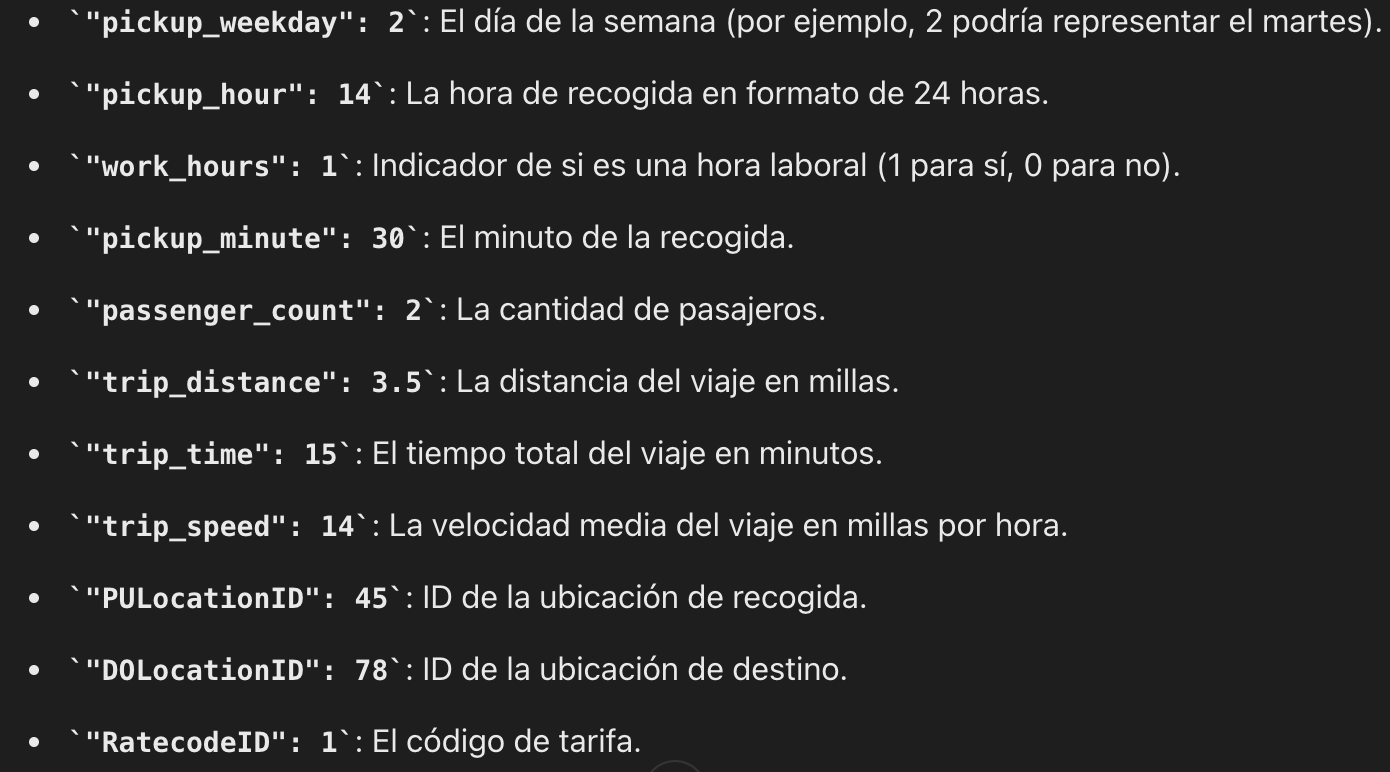 • `"pickup_weekday": 2`: El día de la semana (por ejemplo, 2 podría representar el martes).
• `"pickup_hour": 14`: La hora de recogida en formato de 24 horas.
• `"work_hours": 1`: Indicador de si es una hora laboral (1 para sí, 0 para no).
• `"pickup_minute": 30`: El minuto de la recogida.
• `"passenger_count": 2`: La cantidad de pasajeros.
• `"trip_distance": 3.5`: La distancia del viaje en millas.
• `"trip_time": 15`: El tiempo total del viaje en minutos.
• `"trip_speed": 14`: La velocidad media del viaje en millas por hora.
• `"PULocationID": 45`: ID de la ubicación de recogida.
• `"DOLocationID": 78`: ID de la ubicación de destino.
• `"RatecodeID": 1`: El código de tarifa.